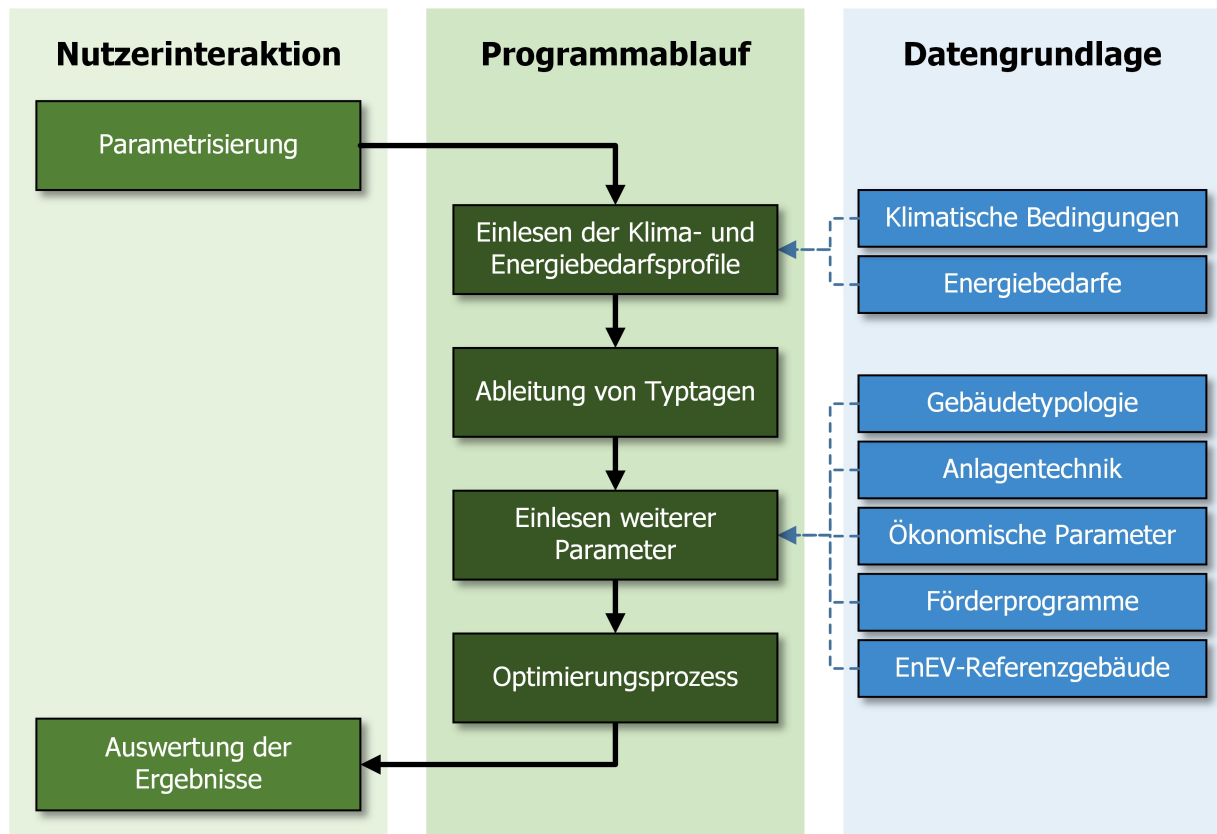 Nutzerinteraktion
Programmablauf
Datengrundlage
Parametrisierung
Einlesen der Klima- und
Energiebedarfsprofile
Klimatische Bedingungen
Energiebedarfe
Ableitung von Typtagen
Gebäudetypologie
Anlagentechnik
Einlesen weiterer
Parameter
Ökonomische Parameter
Förderprogramme
EnEV-Referenzgebäude
Optimierungsprozess
Auswertung der
Ergebnisse